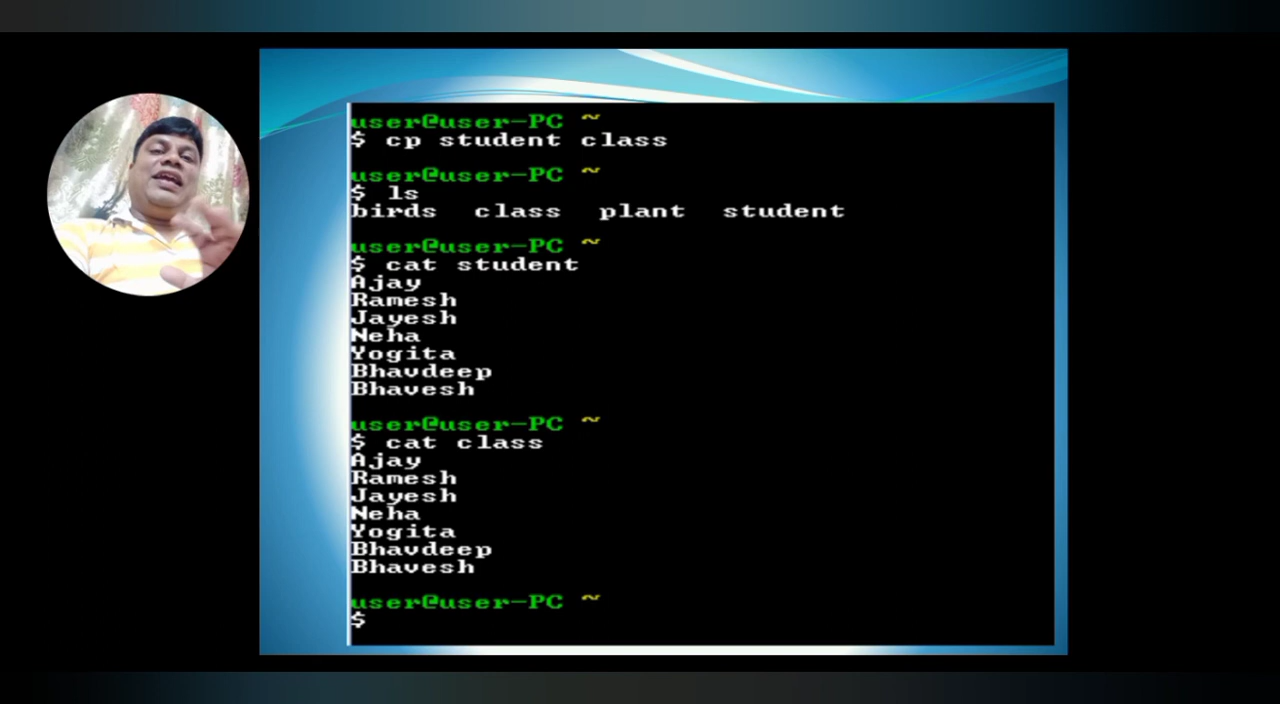 user@user-PC ~
$ cp student class
user@user-PC ~
$ ls
birds class plant student
user@user-PC ~
$ cat student
Ajay
Ramesh
Jayesh
Neha
Yogita
Bhavdeep
Bhavesh
user@user-PC ~
$ cat class
Ajay
Ramesh
Jayesh
Neha
Yogita
Bhavdeep
Bhavesh
user@user-PC ~
$